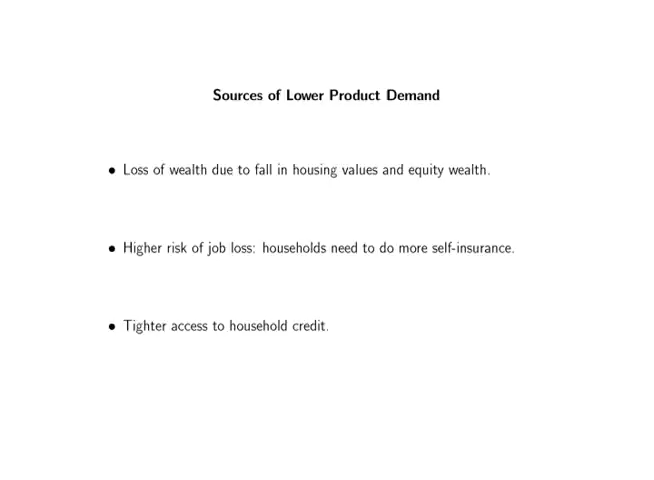 Sources of Lower Product Demand
• Loss of wealth due to fall in housing values and equity wealth.
• Higher risk of job loss: households need to do more self-insurance.
• Tighter access to household credit.